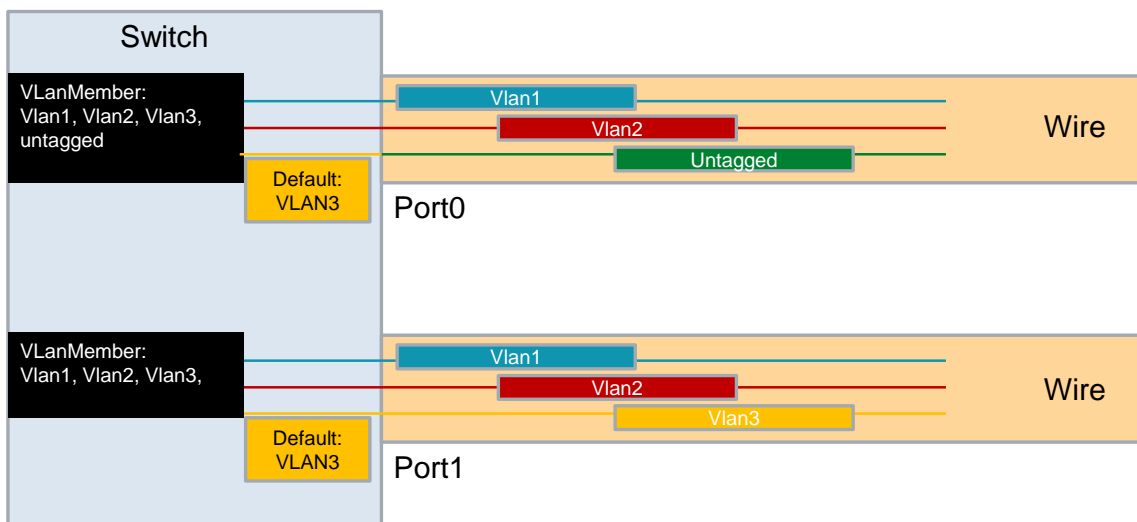 Switch
VLanMember:
Vlan1, Vlan2, Vlan3,
untagged
Default:
VLAN3
Vlan1
Vlan2
Untagged
Wire
Port0
VLanMember:
Vlan1, Vlan2, Vlan3,
Default:
VLAN3
Vlan1
Vlan2
Vlan3
Wire
Port1